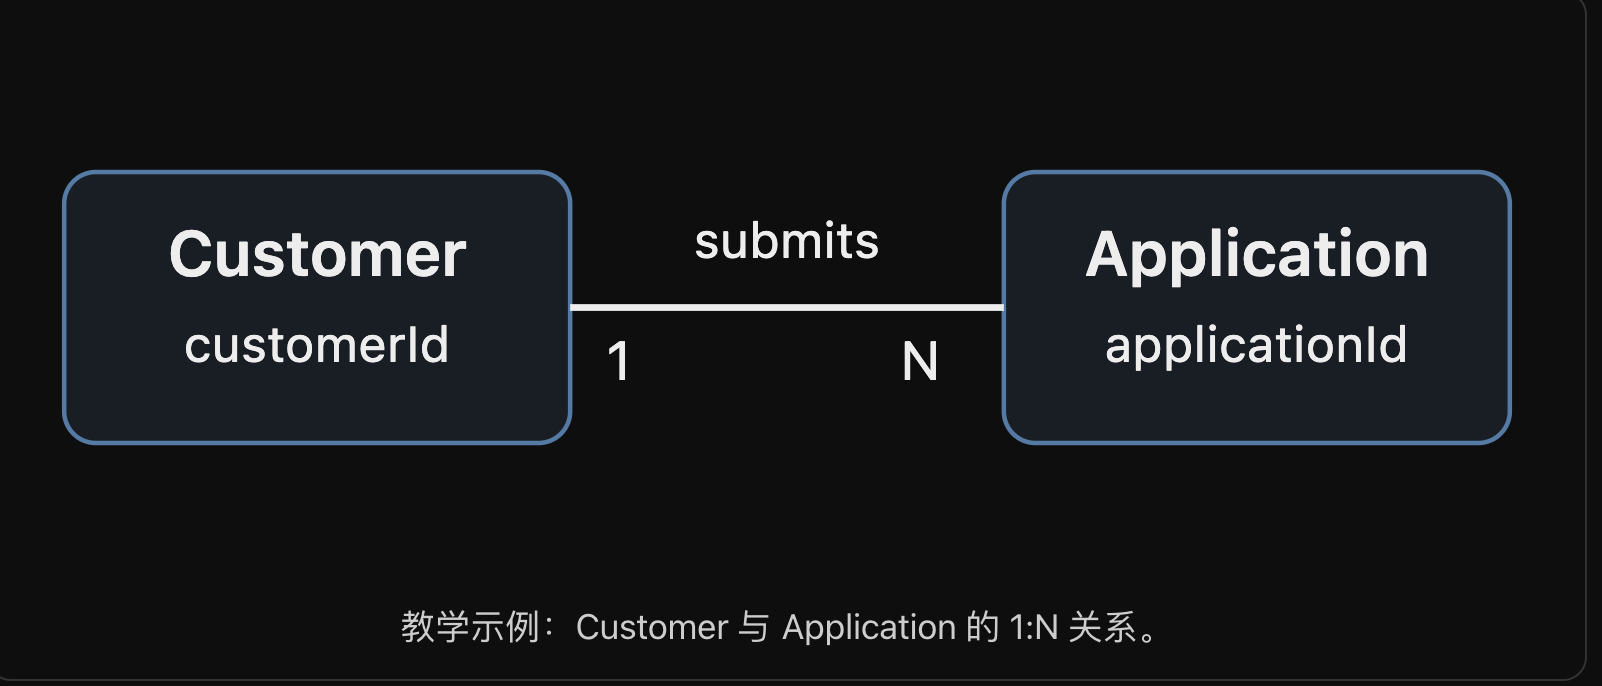 Customer
customerId
submits
1
N
Application
applicationId
教学示例：Customer 与 Application 的 1:N 关系。